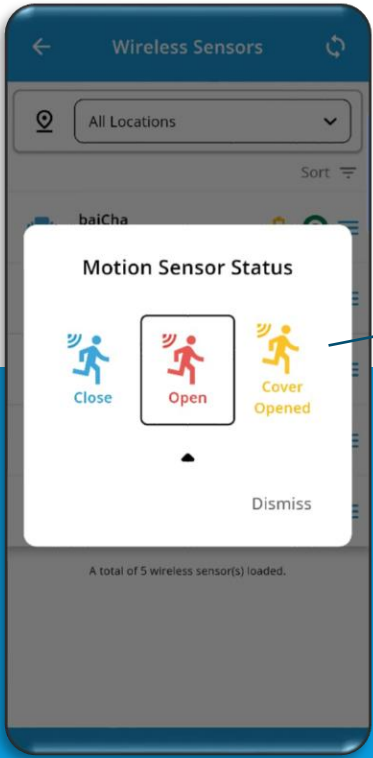 Wireless Sensors
All Locations
Sort
baiCha
Motion Sensor Status
Close
Open
Cover
Opened
Dismiss
A total of 5 wireless sensor(s) loaded.